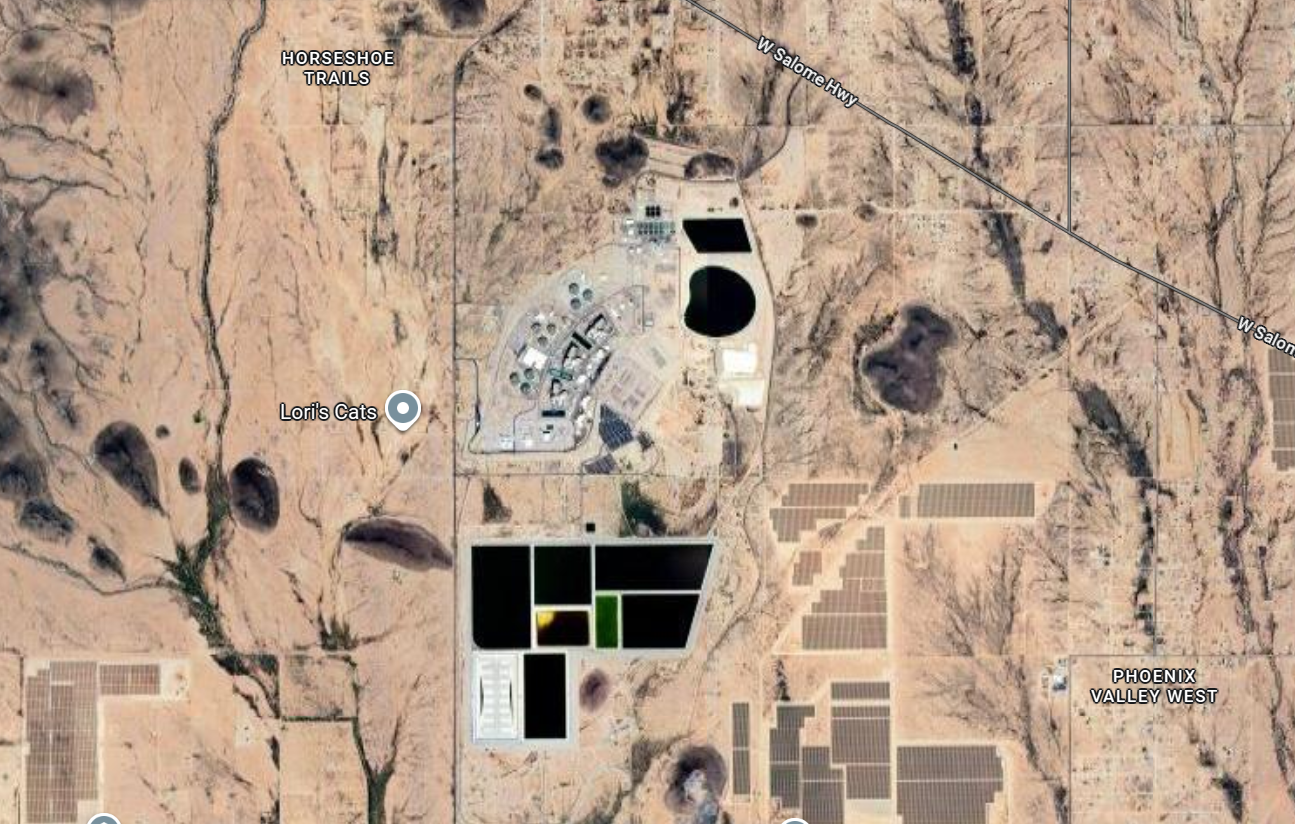 HORSESHOE
TRAILS
W Salome Hwy
W Salom
Lori's Cats
PHOENIX
VALLEY WEST